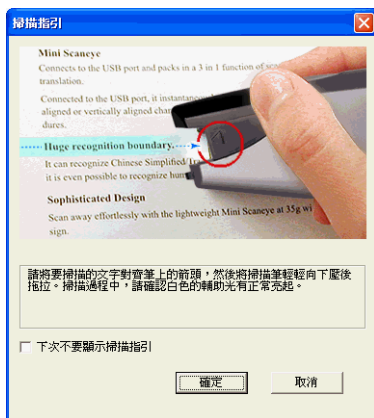 掃描指引
Mini Scaneye
Connects to the USB port and packs in a 3 in 1 function of
translation.
Connected to the USB port, it
aligned or vertically aligned
dures.
Huge recognition boundary.
It can recognize Chinese Simplified/
it is even possible to recognize
Sophisticated Design
Scan away effortlessly with the lightweight Mini Scaneye at 35g
sign.
請將要掃描的文字對齊筆上的箭頭，然後將掃描筆輕輕向下壓後
拖拉。掃描過程中，請確認白色的輔助光有正常亮起。
下次不要顯示掃描指引
確定
取消